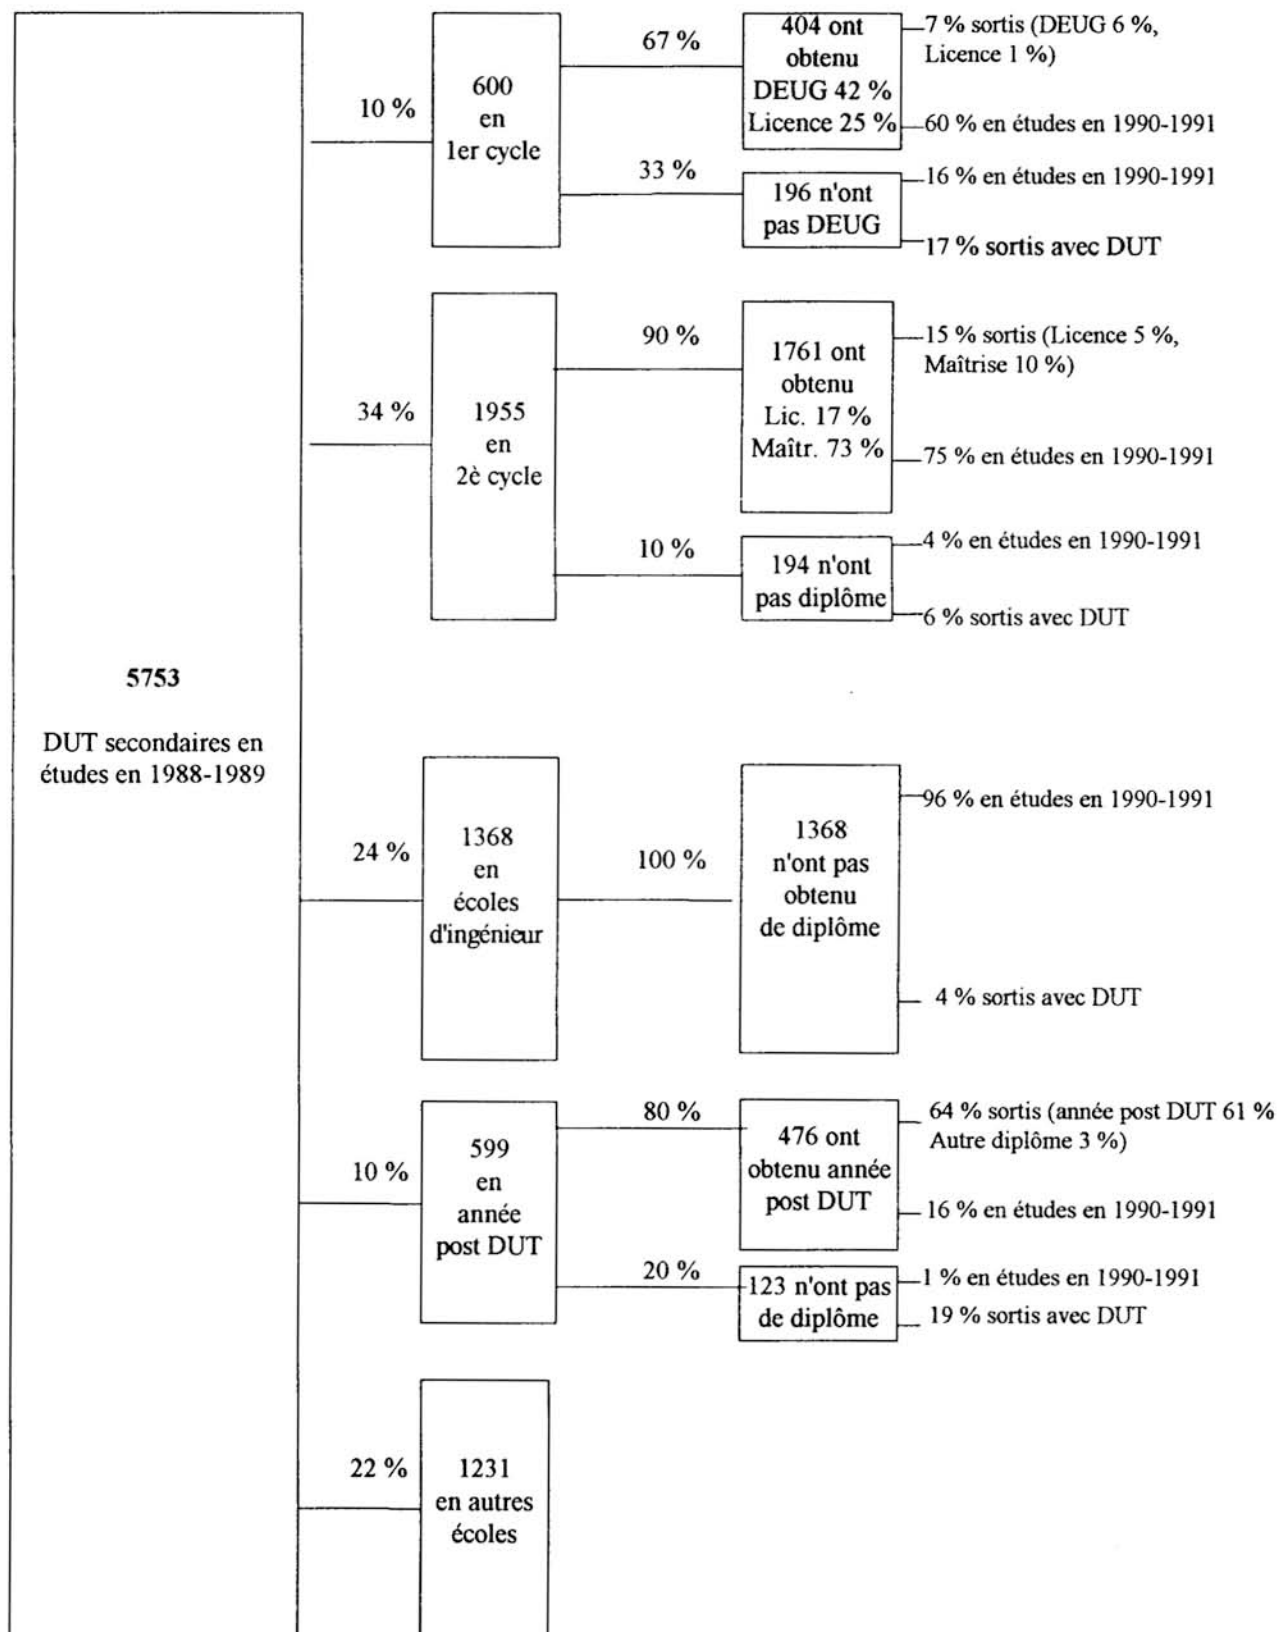 5753
DUT secondaires en
études en 1988-1989
10 %
600
en
1er cycle
67 %
404 ont
obtenu
DEUG 42 %
Licence 25 %
7 % sortis (DEUG 6 %,
Licence 1 %)
60 % en études en 1990-1991
33 %
196 n'ont
pas DEUG
16 % en études en 1990-1991
17 % sortis avec DUT
34 %
1955
en
2è cycle
90 %
1761 ont
obtenu
Lic. 17 %
Maîtr. 73 %
15 % sortis (Licence 5 %,
Maîtrise 10 %)
75 % en études en 1990-1991
10 %
194 n'ont
pas diplôme
4 % en études en 1990-1991
6 % sortis avec DUT
24 %
1368
en
écoles
d'ingénieur
100 %
1368
n'ont pas
obtenu
de diplôme
96 % en études en 1990-1991
4 % sortis avec DUT
10 %
599
en
année
post DUT
80 %
476 ont
obtenu année
post DUT
64 % sortis (année post DUT 61 %
Autre diplôme 3 %)
16 % en études en 1990-1991
20 %
123 n'ont pas
de diplôme
1 % en études en 1990-1991
19 % sortis avec DUT
22 %
1231
en autres
écoles